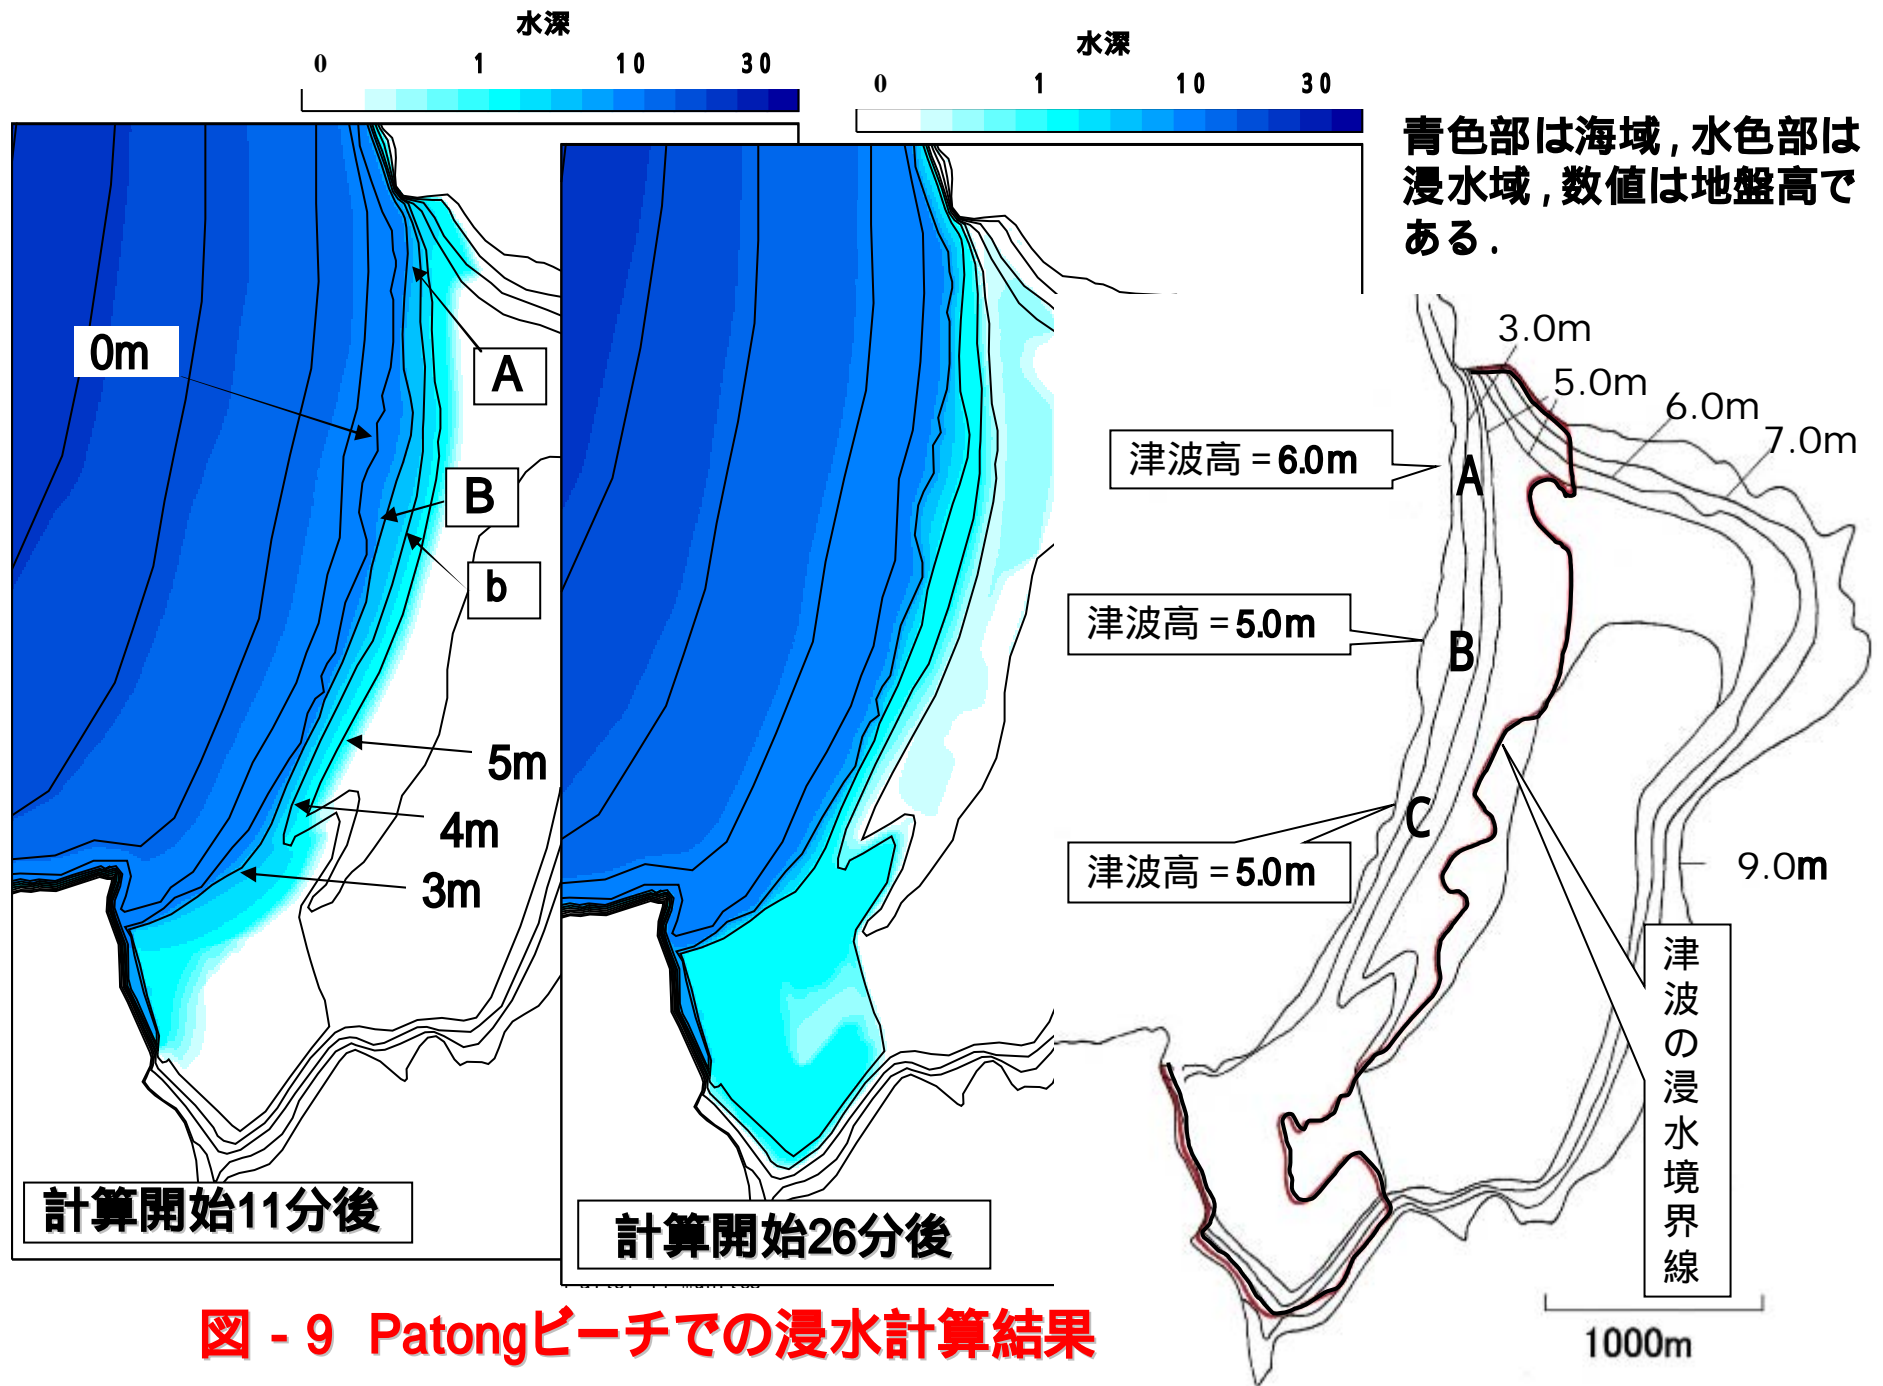 水深
0 1 10 30
水深
0 1 10 30
青色部は海域,水色部は
浸水域,数値は地盤高で
ある.
0m
A
B
b
5m
4m
3m
計算開始11分後
計算開始26分後
3.0m
5.0m
6.0m
7.0m
津波高=6.0m
A
津波高=5.0m
B
C
津波高=5.0m
9.0m
津波の浸水境界線
1000m
図-9 Patongビーチでの浸水計算結果